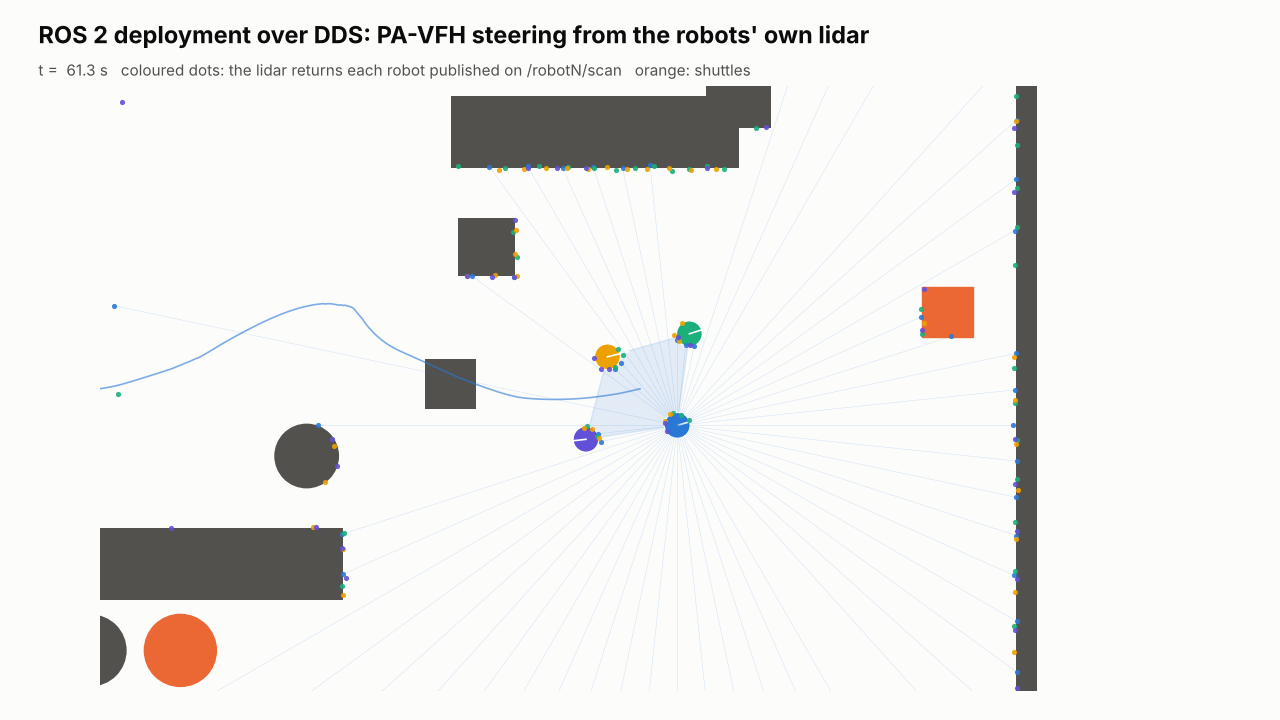 ROS 2 deployment over DDS: PA-VFH steering from the robots' own lidar
t =  61.3 s   coloured dots: the lidar returns each robot published on /robotN/scan   orange: shuttles